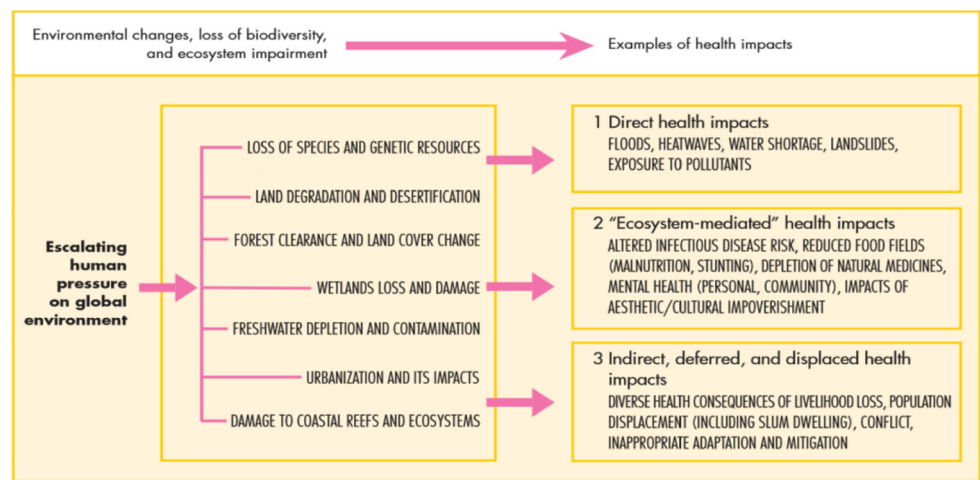 Environmental changes, loss of biodiversity,
and ecosystem impairment
Examples of health impacts
Escalating
human
pressure
on global
environment
LOSS OF SPECIES AND GENETIC RESOURCES
LAND DEGRADATION AND DESERTIFICATION
FOREST CLEARANCE AND LAND COVER CHANGE
WETLANDS LOSS AND DAMAGE
FRESHWATER DEPLETION AND CONTAMINATION
URBANIZATION AND ITS IMPACTS
DAMAGE TO COASTAL REEFS AND ECOSYSTEMS
1 Direct health impacts
FLOODS, HEATWAVES, WATER SHORTAGE, LANDSLIDES,
EXPOSURE TO POLLUTANTS
2 “Ecosystem-mediated” health impacts
ALTERED INFECTIOUS DISEASE RISK, REDUCED FOOD FIELDS
(MALNUTRITION, STUNTING), DEPLETION OF NATURAL MEDICINES,
MENTAL HEALTH (PERSONAL, COMMUNITY), IMPACTS OF
AESTHETIC/CULTURAL IMPOVERISHMENT
3 Indirect, deferred, and displaced health
impacts
DIVERSE HEALTH CONSEQUENCES OF LIVELIHOOD LOSS, POPULATION
DISPLACEMENT (INCLUDING SLUM DWELLING), CONFLICT,
INAPPROPRIATE ADAPTATION AND MITIGATION